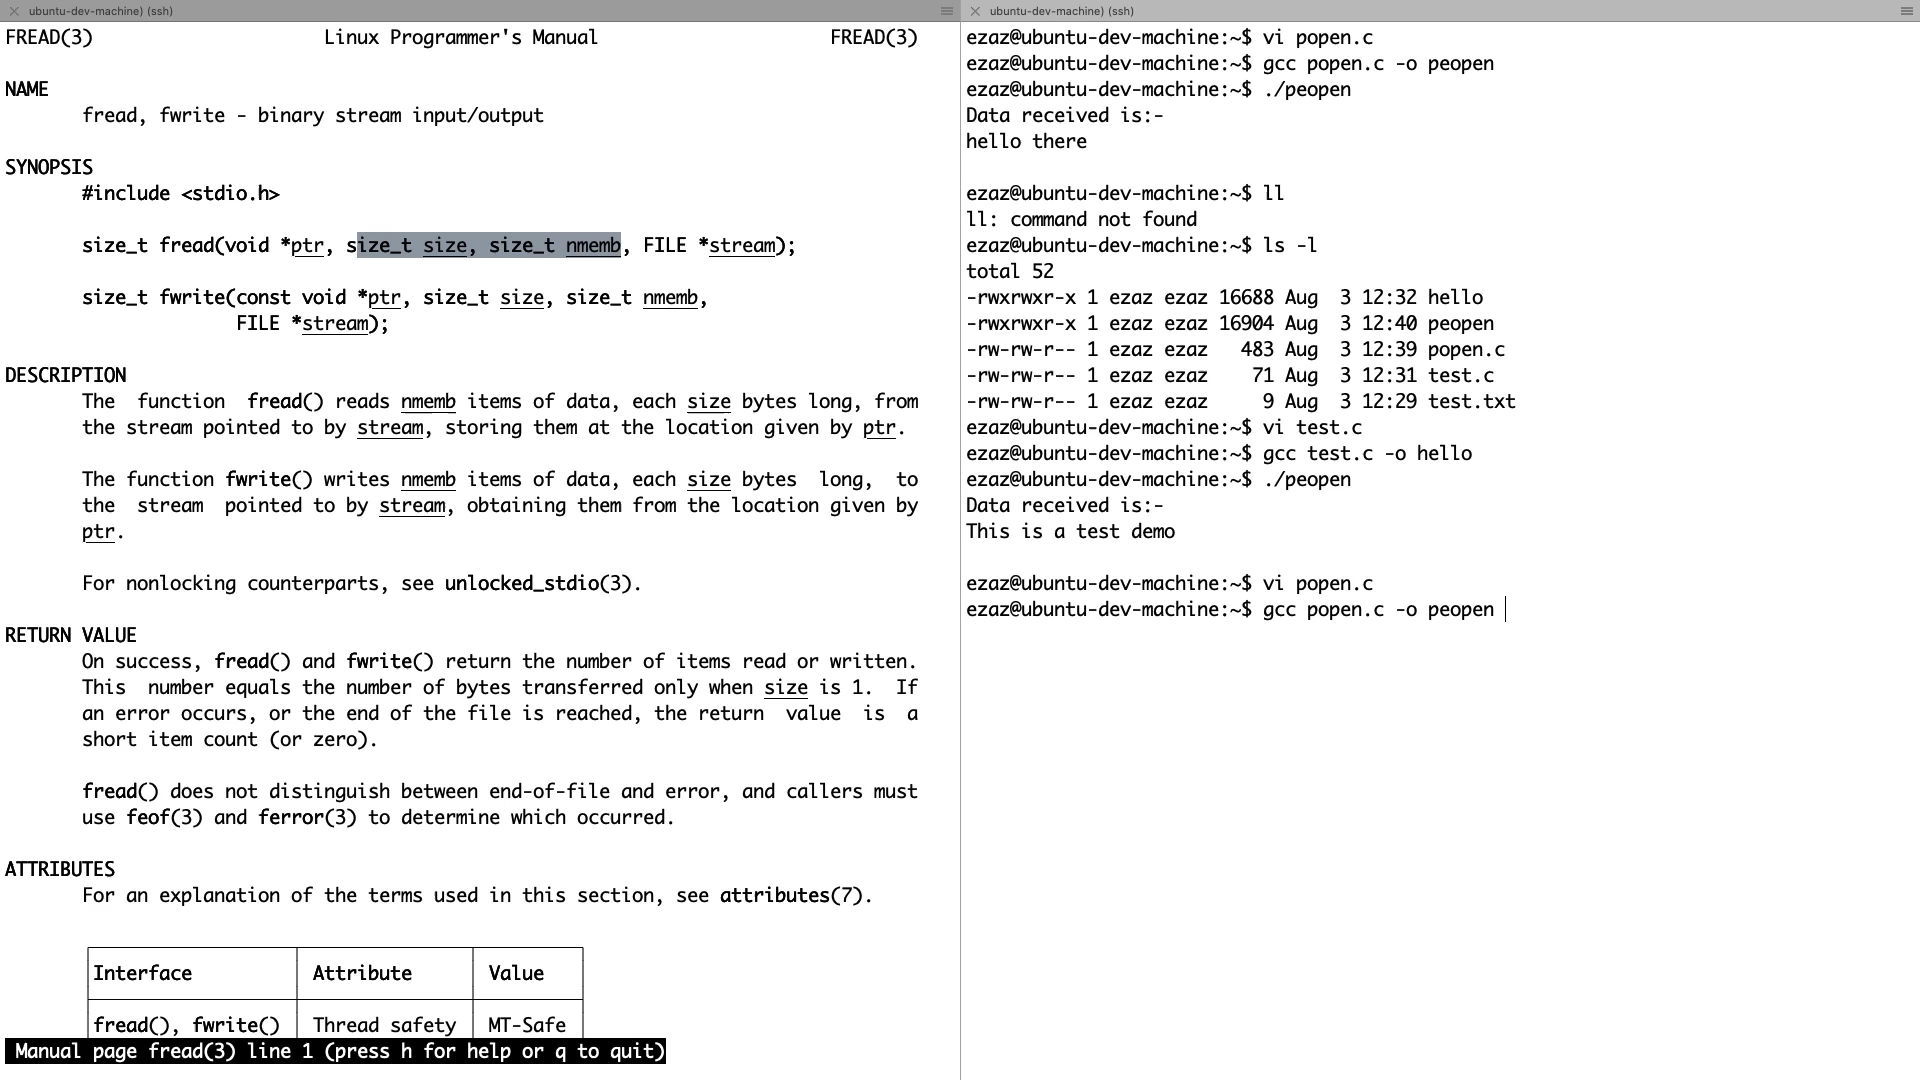 ubuntu-dev-machine) (ssh)
FREAD(3) Linux Programmer's Manual FREAD(3)
NAME
fread, fwrite - binary stream input/output
SYNOPSIS
#include <stdio.h>
size_t fread(void *ptr, size_t size, size_t nmemb, FILE *stream);
size_t fwrite(const void *ptr, size_t size, size_t nmemb,
FILE *stream);
DESCRIPTION
The function fread() reads nmemb items of data, each size bytes long, from
the stream pointed to by stream, storing them at the location given by ptr.
The function fwrite() writes nmemb items of data, each size bytes long, to
the stream pointed to by stream, obtaining them from the location given by
ptr.
For nonlocking counterparts, see unlocked_stdio(3).
RETURN VALUE
On success, fread() and fwrite() return the number of items read or written.
This number equals the number of bytes transferred only when size is 1. If
an error occurs, or the end of the file is reached, the return value is a
short item count (or zero).
fread() does not distinguish between end-of-file and error, and callers must
use feof(3) and ferror(3) to determine which occurred.
ATTRIBUTES
For an explanation of the terms used in this section, see attributes(7).
Interface Attribute Value
fread(), fwrite() Thread safety MT-Safe
Manual page fread(3) line 1 (press h for help or q to quit)
ubuntu-dev-machine) (ssh)
ezaz@ubuntu-dev-machine:~$ vi popen.c
ezaz@ubuntu-dev-machine:~$ gcc popen.c -o peopen
ezaz@ubuntu-dev-machine:~$ ./peopen
Data received is:-
hello there
ezaz@ubuntu-dev-machine:~$ ll
ll: command not found
ezaz@ubuntu-dev-machine:~$ ls -l
total 52
-rwxrwxr-x 1 ezaz ezaz 16688 Aug  3 12:32 hello
-rwxrwxr-x 1 ezaz ezaz 16904 Aug  3 12:40 peopen
-rw-rw-r-- 1 ezaz ezaz   483 Aug  3 12:39 popen.c
-rw-rw-r-- 1 ezaz ezaz    71 Aug  3 12:31 test.c
-rw-rw-r-- 1 ezaz ezaz     9 Aug  3 12:29 test.txt
ezaz@ubuntu-dev-machine:~$ vi test.c
ezaz@ubuntu-dev-machine:~$ gcc test.c -o hello
ezaz@ubuntu-dev-machine:~$ ./peopen
Data received is:-
This is a test demo
ezaz@ubuntu-dev-machine:~$ vi popen.c
ezaz@ubuntu-dev-machine:~$ gcc popen.c -o peopen